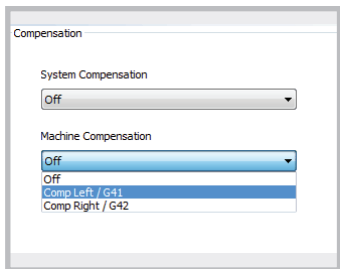 Compensation
System Compensation
Off
Machine Compensation
Off
Off
Comp Left / G41
Comp Right / G42